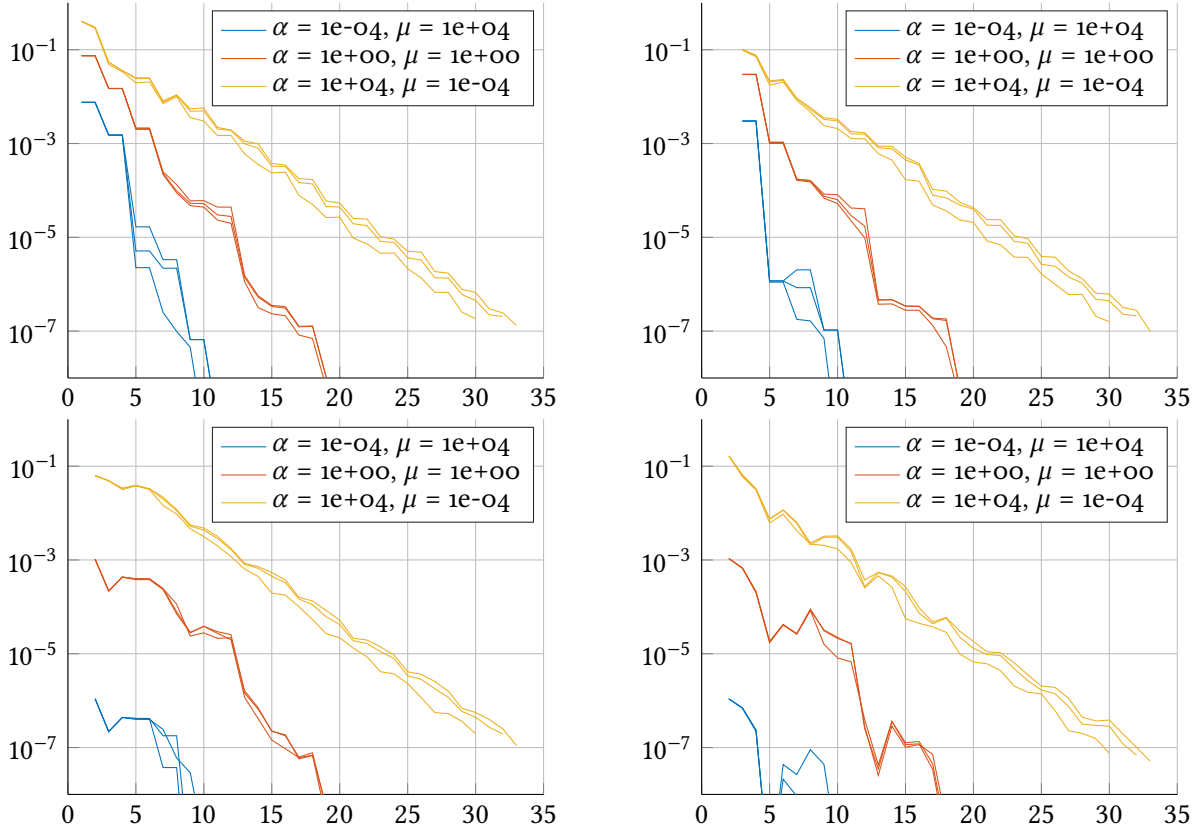 α = 1e-04, μ = 1e+04
α = 1e+00, μ = 1e+00
α = 1e+04, μ = 1e-04
10⁻¹
10⁻³
10⁻⁵
10⁻⁷
0 5 10 15 20 25 30 35
α = 1e-04, μ = 1e+04
α = 1e+00, μ = 1e+00
α = 1e+04, μ = 1e-04
10⁻¹
10⁻³
10⁻⁵
10⁻⁷
0 5 10 15 20 25 30 35
α = 1e-04, μ = 1e+04
α = 1e+00, μ = 1e+00
α = 1e+04, μ = 1e-04
10⁻¹
10⁻³
10⁻⁵
10⁻⁷
0 5 10 15 20 25 30 35
α = 1e-04, μ = 1e+04
α = 1e+00, μ = 1e+00
α = 1e+04, μ = 1e-04
10⁻¹
10⁻³
10⁻⁵
10⁻⁷
0 5 10 15 20 25 30 35